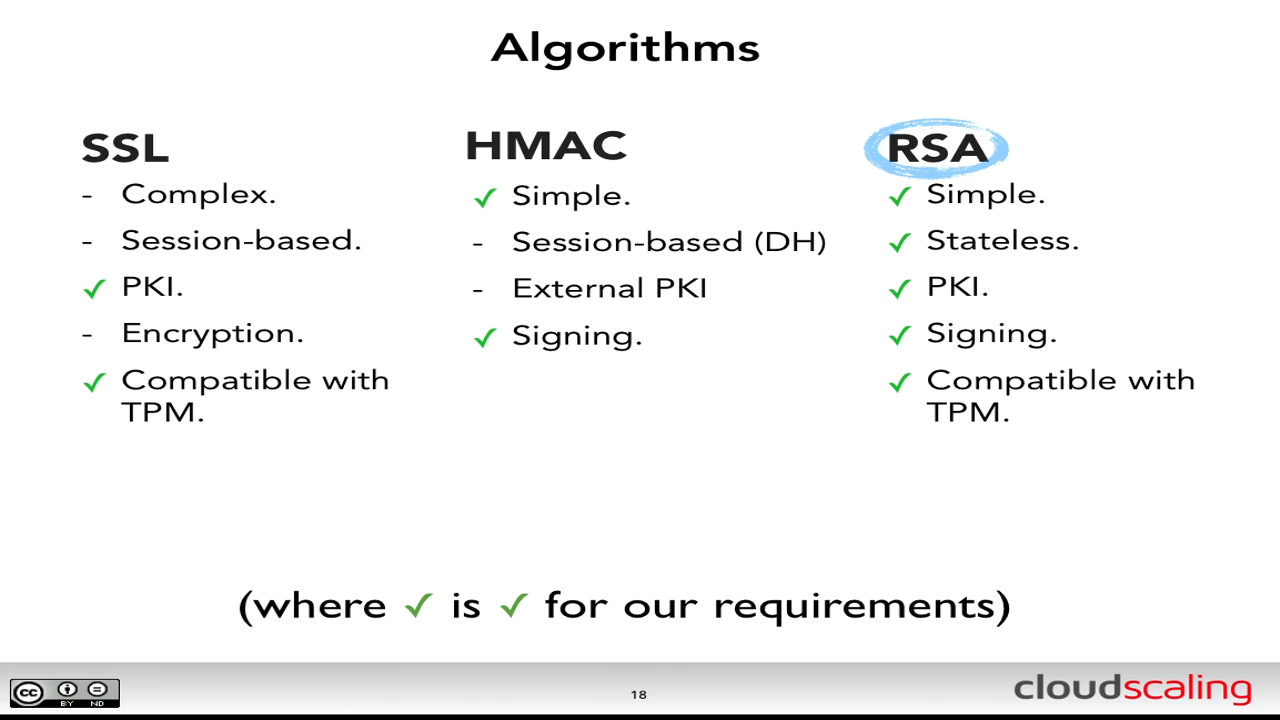 Algorithms
SSL
- Complex.
- Session-based.
✓ PKI.
- Encryption.
✓ Compatible with
TPM.
HMAC
✓ Simple.
- Session-based (DH)
- External PKI
✓ Signing.
RSA
✓ Simple.
✓ Stateless.
✓ PKI.
✓ Signing.
✓ Compatible with
TPM.
(where ✓ is ✓ for our requirements)
cc BY ND
18
cloudscaling